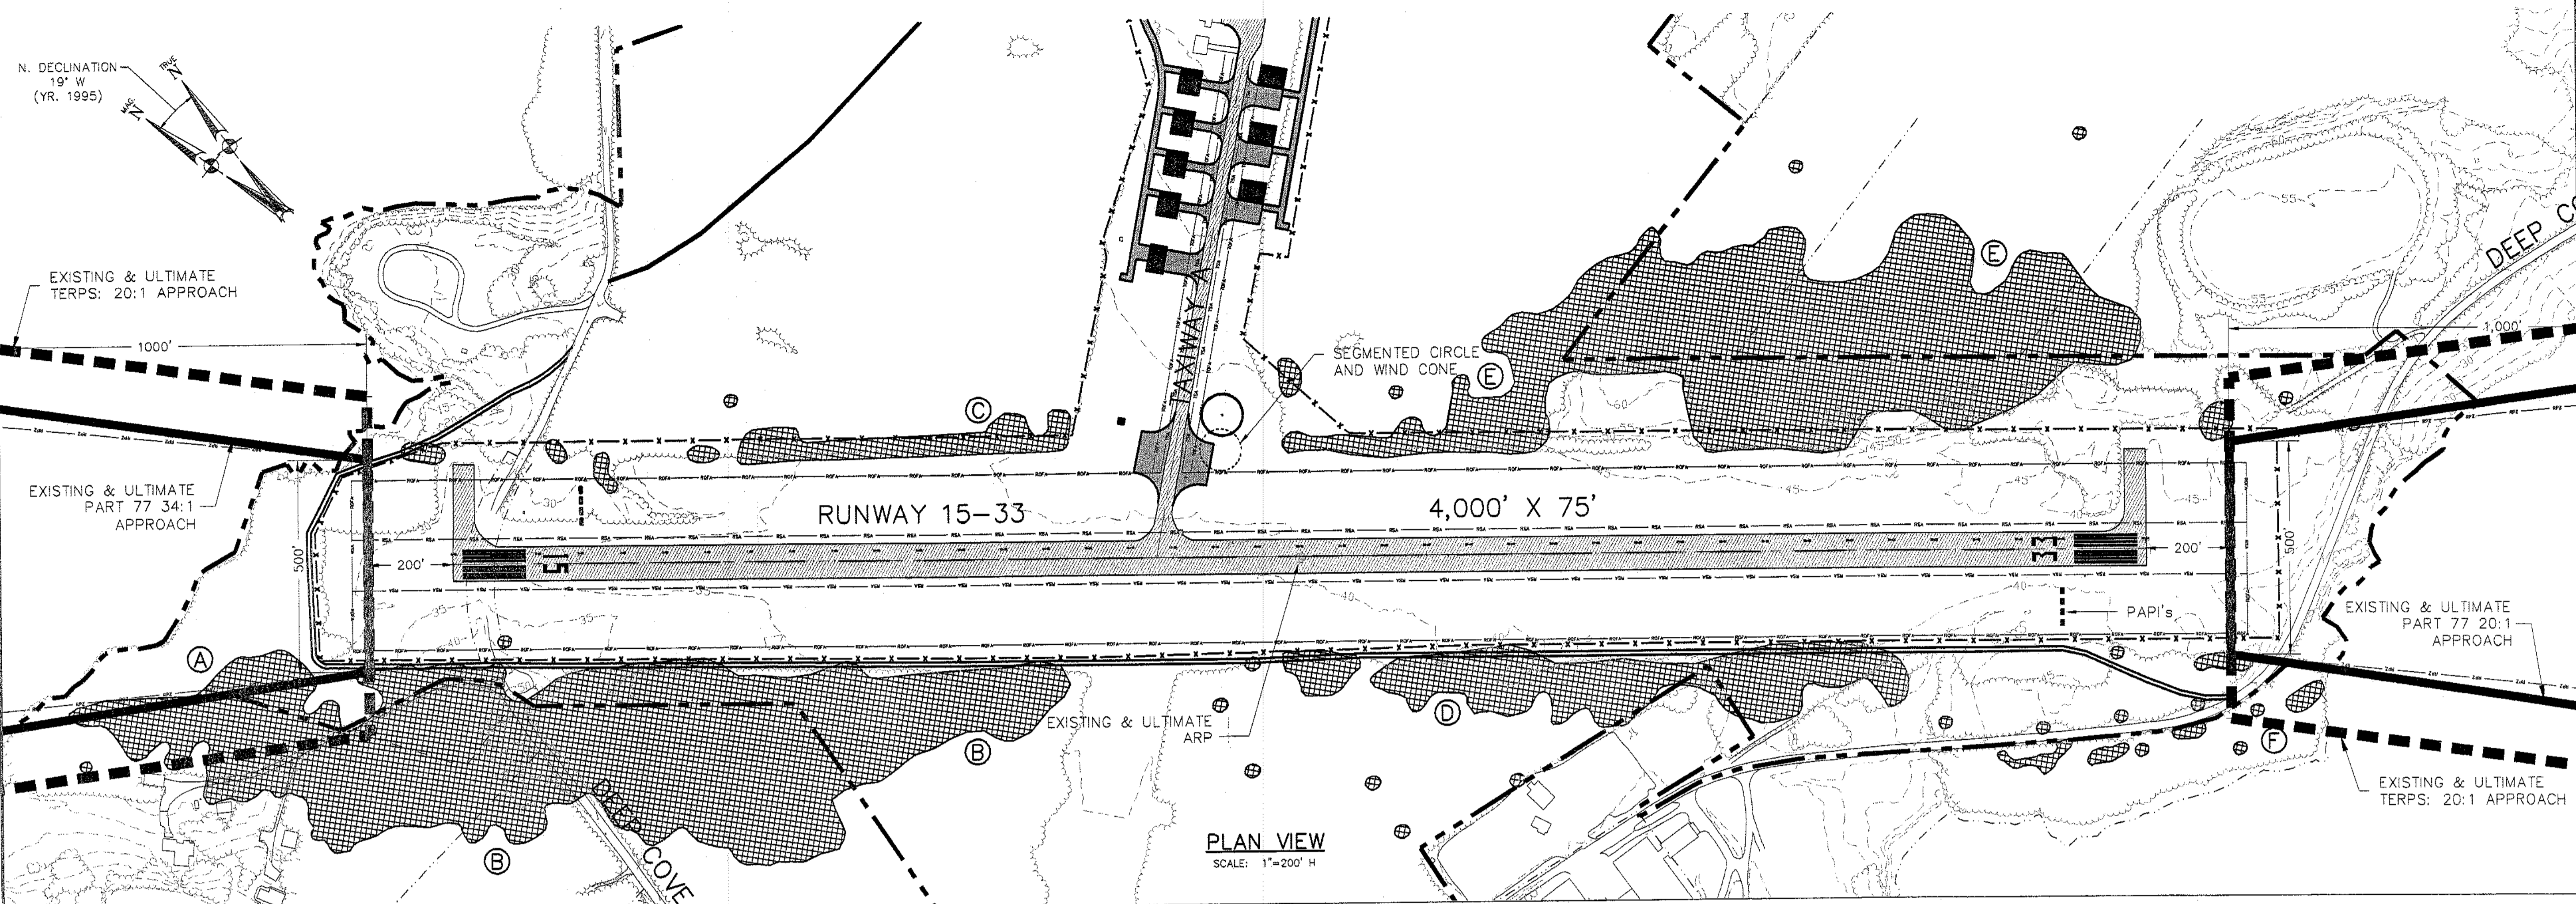 N. DECLINATION
19° W
(YR. 1995)
TRUE
N
MAG.
N
EXISTING & ULTIMATE
TERPS: 20:1 APPROACH
1000'
EXISTING & ULTIMATE
PART 77 34:1
APPROACH
500'
200'
15
RUNWAY 15-33
4,000' X 75'
TAXIWAY A
SEGMENTED CIRCLE
AND WIND CONE
A
B
B
C
D
E
E
F
33
200'
500'
1,000'
DEEP CO
PAPI's
EXISTING & ULTIMATE
PART 77 20:1
APPROACH
EXISTING & ULTIMATE
TERPS: 20:1 APPROACH
EXISTING & ULTIMATE
ARP
DEEP COVE
PLAN VIEW
SCALE: 1"=200' H